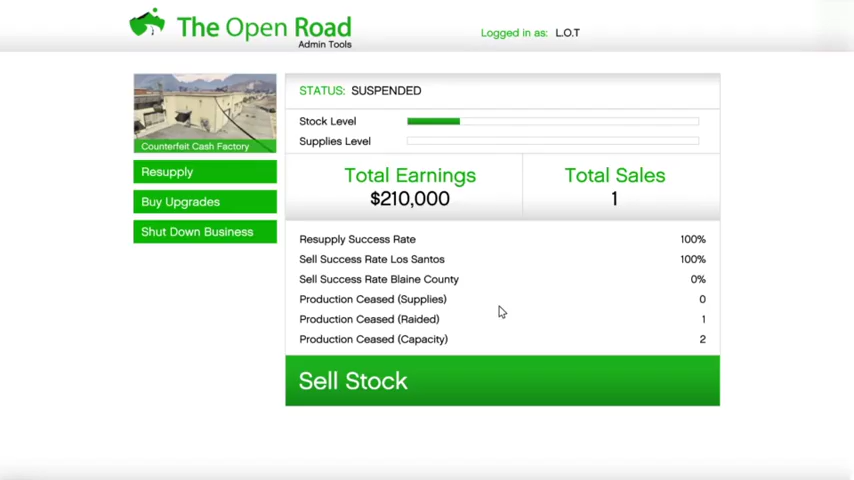 The Open Road
Admin Tools
Logged in as: L.O.T
STATUS: SUSPENDED
Counterfeit Cash Factory
Resupply
Buy Upgrades
Shut Down Business
Stock Level
Supplies Level
Total Earnings
$210,000
Total Sales
1
Resupply Success Rate 100%
Sell Success Rate Los Santos 100%
Sell Success Rate Blaine County 0%
Production Ceased (Supplies) 0
Production Ceased (Raided) 1
Production Ceased (Capacity) 2
Sell Stock